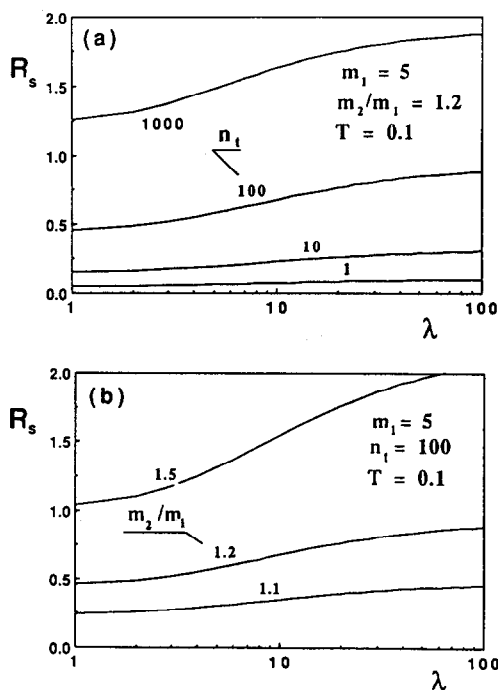 2.0
(a)
R_s
1.5
m_1 = 5
m_2/m_1 = 1.2
T = 0.1
1000
n_t
1.0
100
0.5
10
1
0.0
1
10
100
λ
2.0
(b)
R_s
1.5
m_1 = 5
n_t = 100
T = 0.1
1.5
1.0
m_2/m_1
1.2
0.5
1.1
0.0
1
10
100
λ